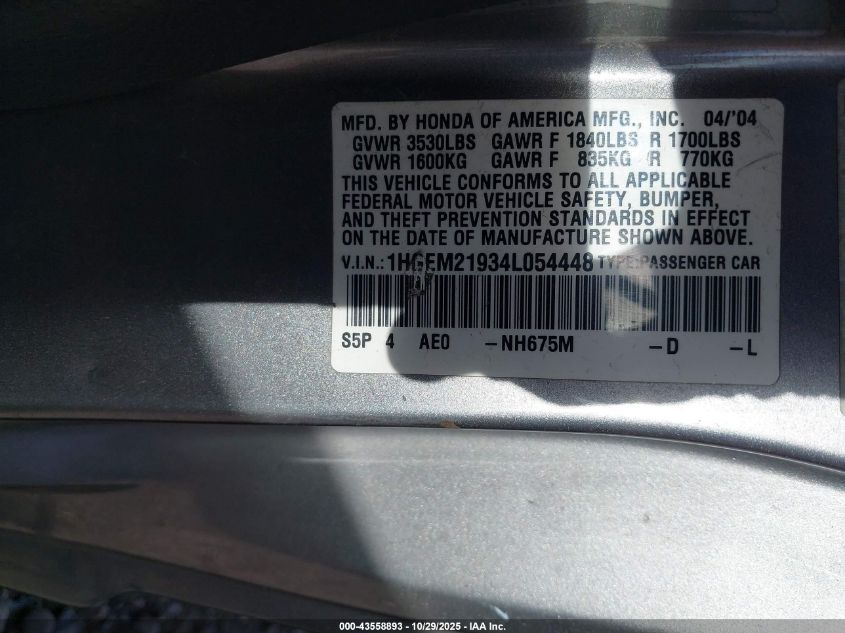 MFD. BY HONDA OF AMERICA MFG., INC. 04/'04
GVWR 3530LBS GAWR F 1840LBS R 1700LBS
GVWR 1600KG GAWR F 835KG R 770KG
THIS VEHICLE CONFORMS TO ALL APPLICABLE
FEDERAL MOTOR VEHICLE SAFETY, BUMPER,
AND THEFT PREVENTION STANDARDS IN EFFECT
ON THE DATE OF MANUFACTURE SHOWN ABOVE.
V.I.N.: 1HGEM21934L054448 TYPE:PASSENGER CAR
S5P 4 AE0 -NH675M -D -L
000-43558893 - 10/29/2025 - IAA Inc.